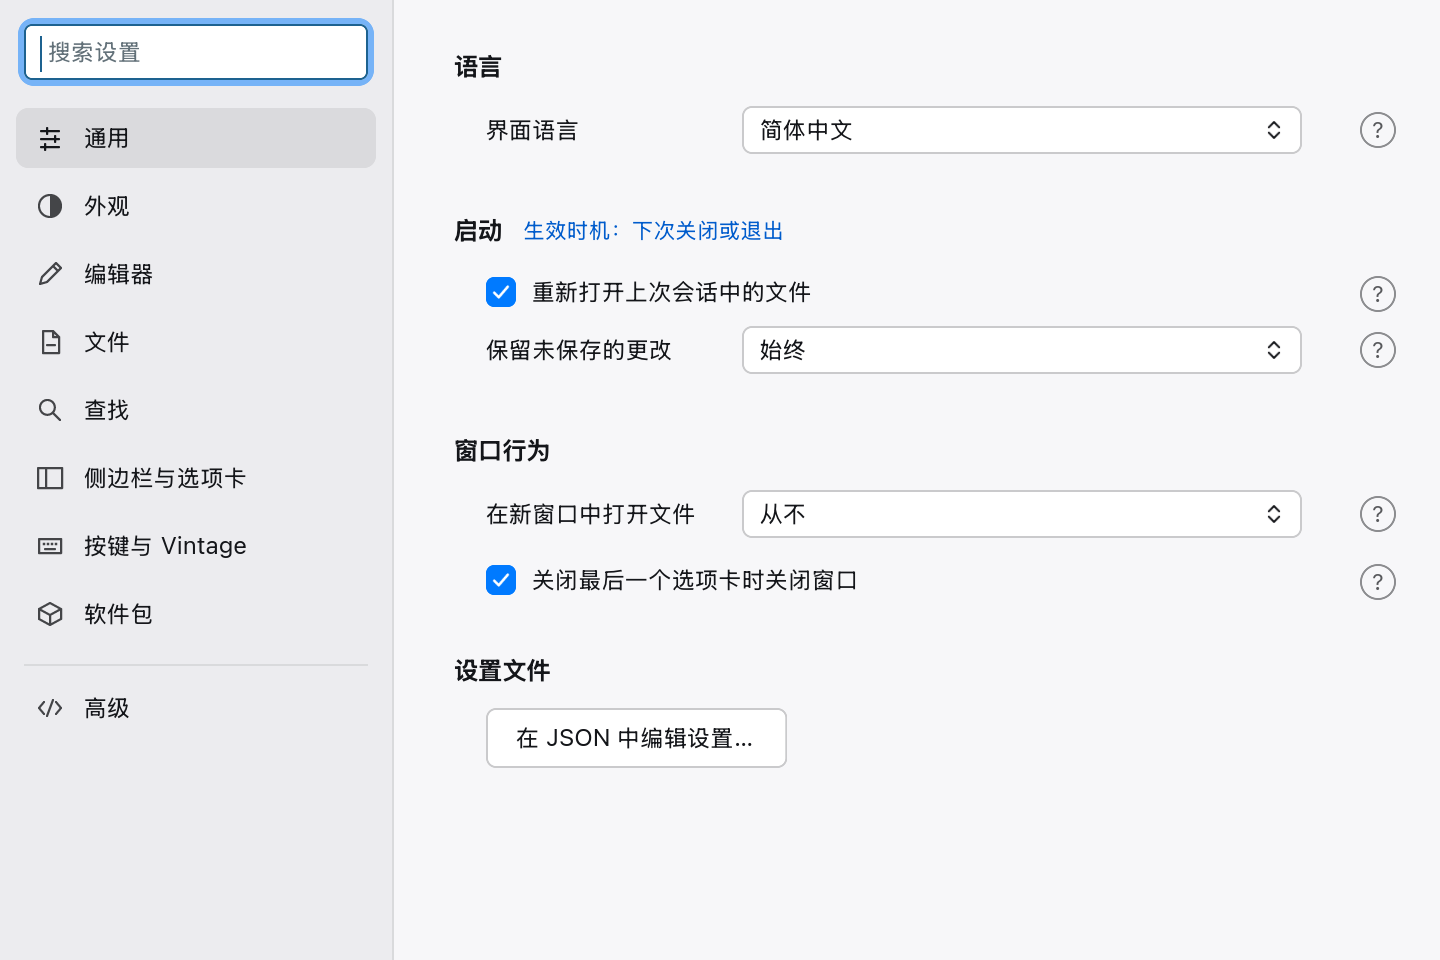 搜索设置
通用
外观
编辑器
文件
查找
侧边栏与选项卡
按键与 Vintage
软件包
高级
语言
界面语言
简体中文
?
启动 生效时机：下次关闭或退出
重新打开上次会话中的文件
?
保留未保存的更改
始终
?
窗口行为
在新窗口中打开文件
从不
?
关闭最后一个选项卡时关闭窗口
?
设置文件
在 JSON 中编辑设置...